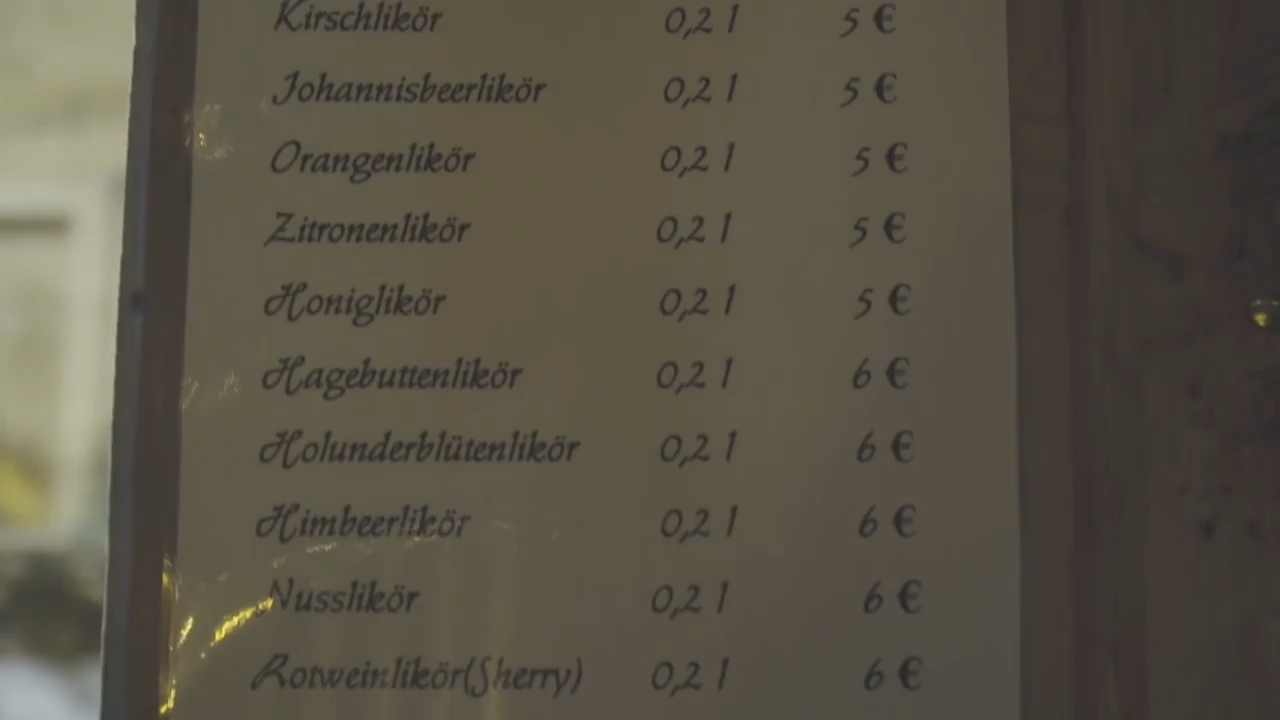 Kirschlikör 0,2 l 5 €
Johannisbeerlikör 0,2 l 5 €
Orangenlikör 0,2 l 5 €
Zitronenlikör 0,2 l 5 €
Honiglikör 0,2 l 5 €
Hagebuttenlikör 0,2 l 6 €
Holunderblütenlikör 0,2 l 6 €
Himbeerlikör 0,2 l 6 €
Nusslikör 0,2 l 6 €
Rotweinlikör(Sherry) 0,2 l 6 €